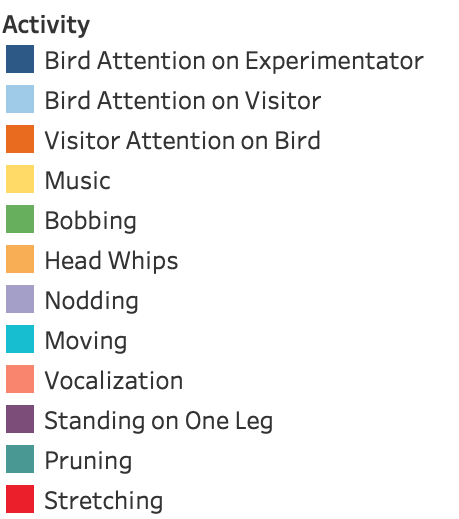 Activity
Bird Attention on Experimentator
Bird Attention on Visitor
Visitor Attention on Bird
Music
Bobbing
Head Whips
Nodding
Moving
Vocalization
Standing on One Leg
Pruning
Stretching